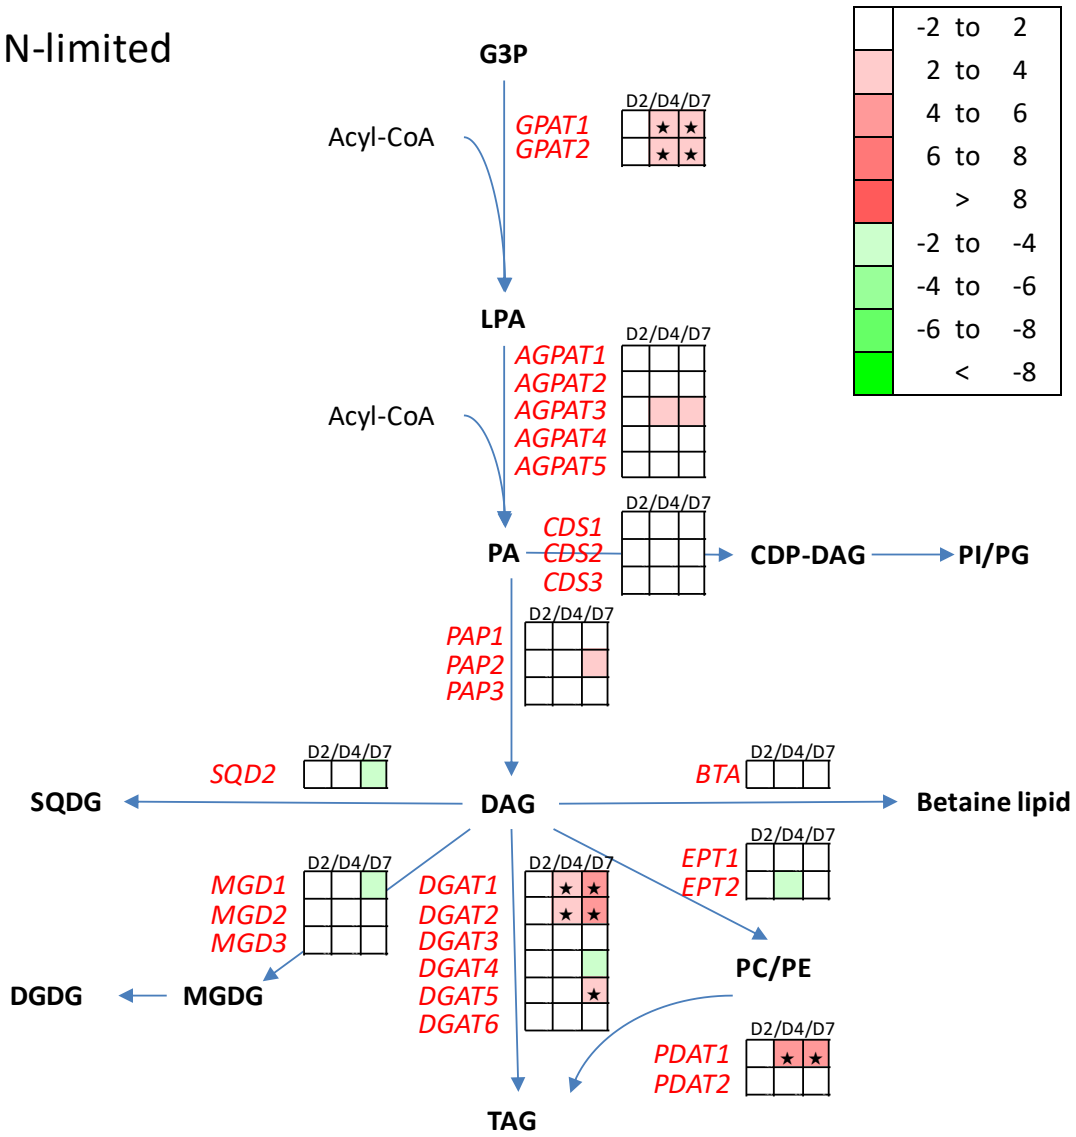 N-limited
G3P
-2 to 2
2 to 4
4 to 6
6 to 8
> 8
-2 to -4
-4 to -6
-6 to -8
< -8
Acyl-CoA
D2/D4/D7
GPAT1 ★ ★
GPAT2 ★ ★
LPA
D2/D4/D7
AGPAT1
AGPAT2
AGPAT3
AGPAT4
AGPAT5
Acyl-CoA
D2/D4/D7
CDS1
CDS2
CDS3
PA
CDP-DAG
PI/PG
D2/D4/D7
PAP1
PAP2
PAP3
D2/D4/D7
SQD2
D2/D4/D7
BTA
SQDG
DAG
Betaine lipid
D2/D4/D7
MGD1
MGD2
MGD3
D2/D4/D7
DGAT1 ★ ★
DGAT2 ★ ★
DGAT3
DGAT4
DGAT5 ★
DGAT6
D2/D4/D7
EPT1
EPT2
PC/PE
DGDG
MGDG
D2/D4/D7
PDAT1 ★ ★
PDAT2
TAG